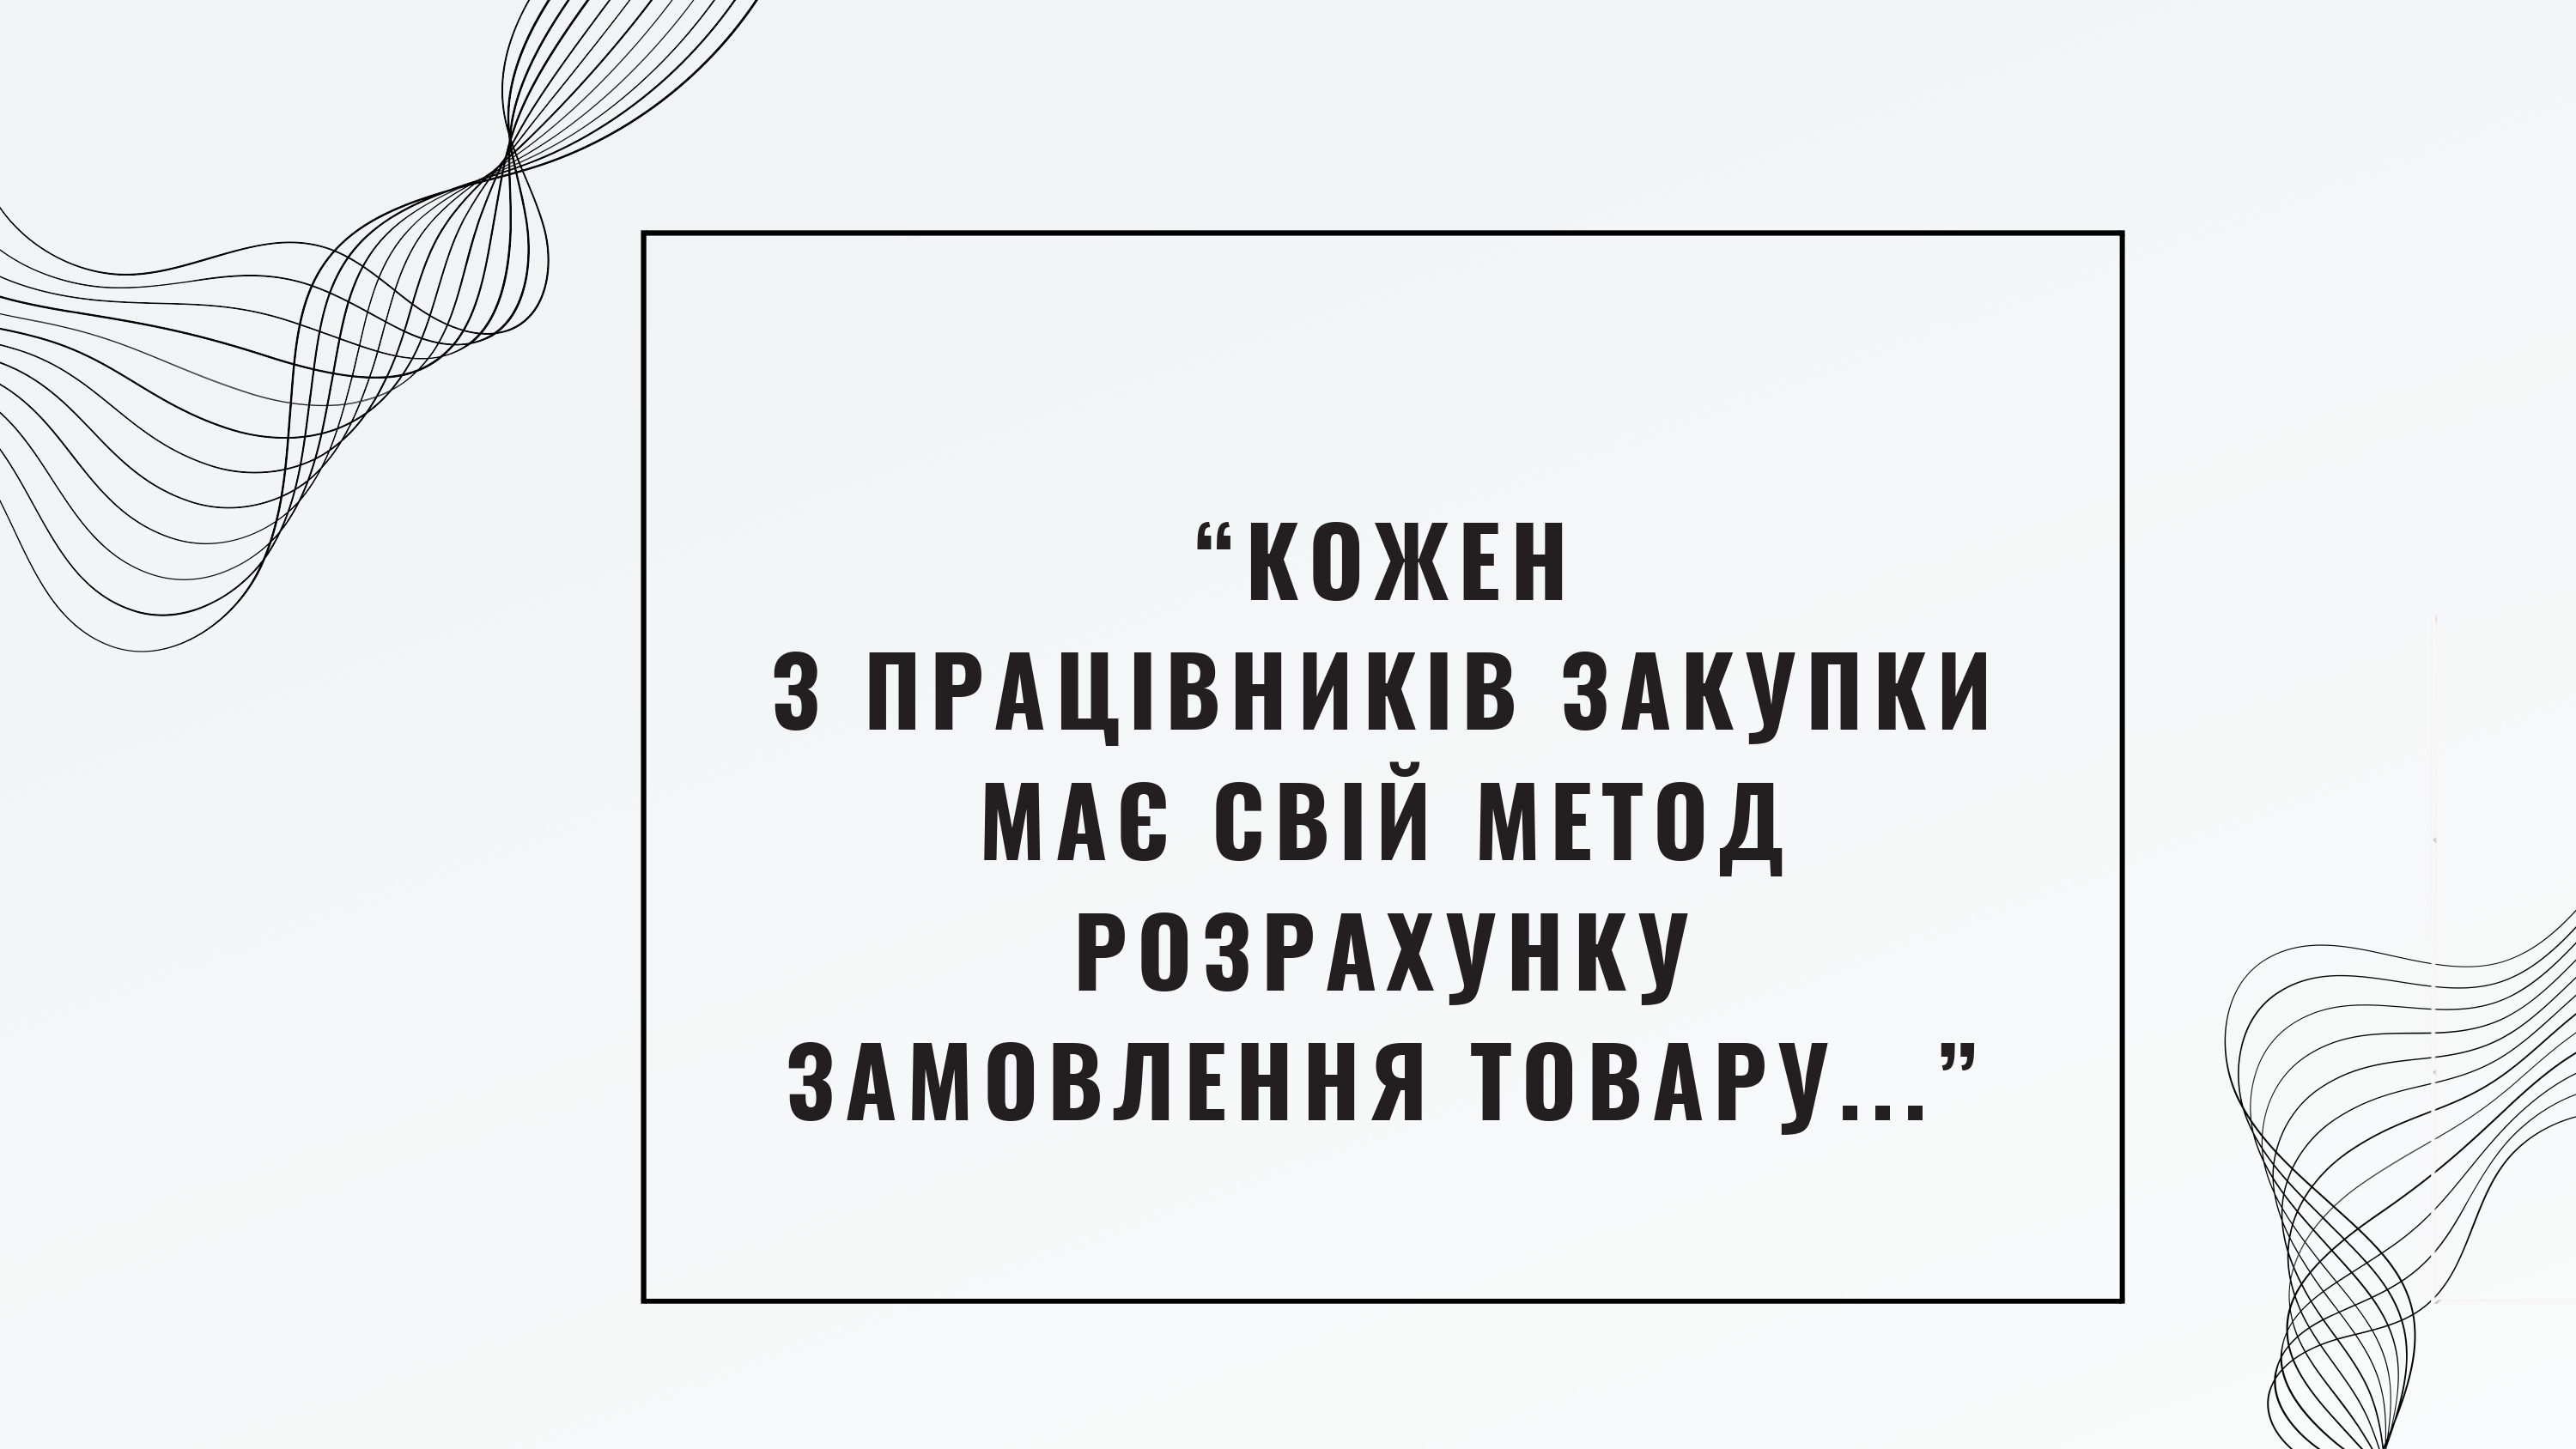 “КОЖЕН
З ПРАЦІВНИКІВ ЗАКУПКИ
МАЄ СВІЙ МЕТОД
РОЗРАХУНКУ
ЗАМОВЛЕННЯ ТОВАРУ...”